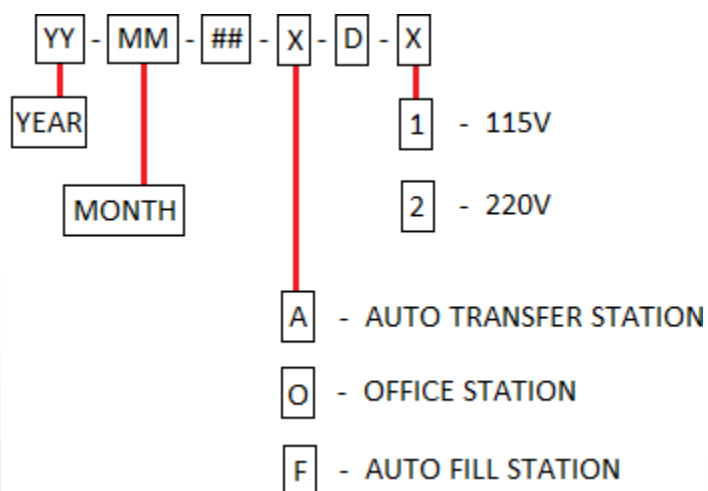 YY - MM - ## - X - D - X
YEAR
1 - 115V
MONTH
2 - 220V
A - AUTO TRANSFER STATION
O - OFFICE STATION
F - AUTO FILL STATION